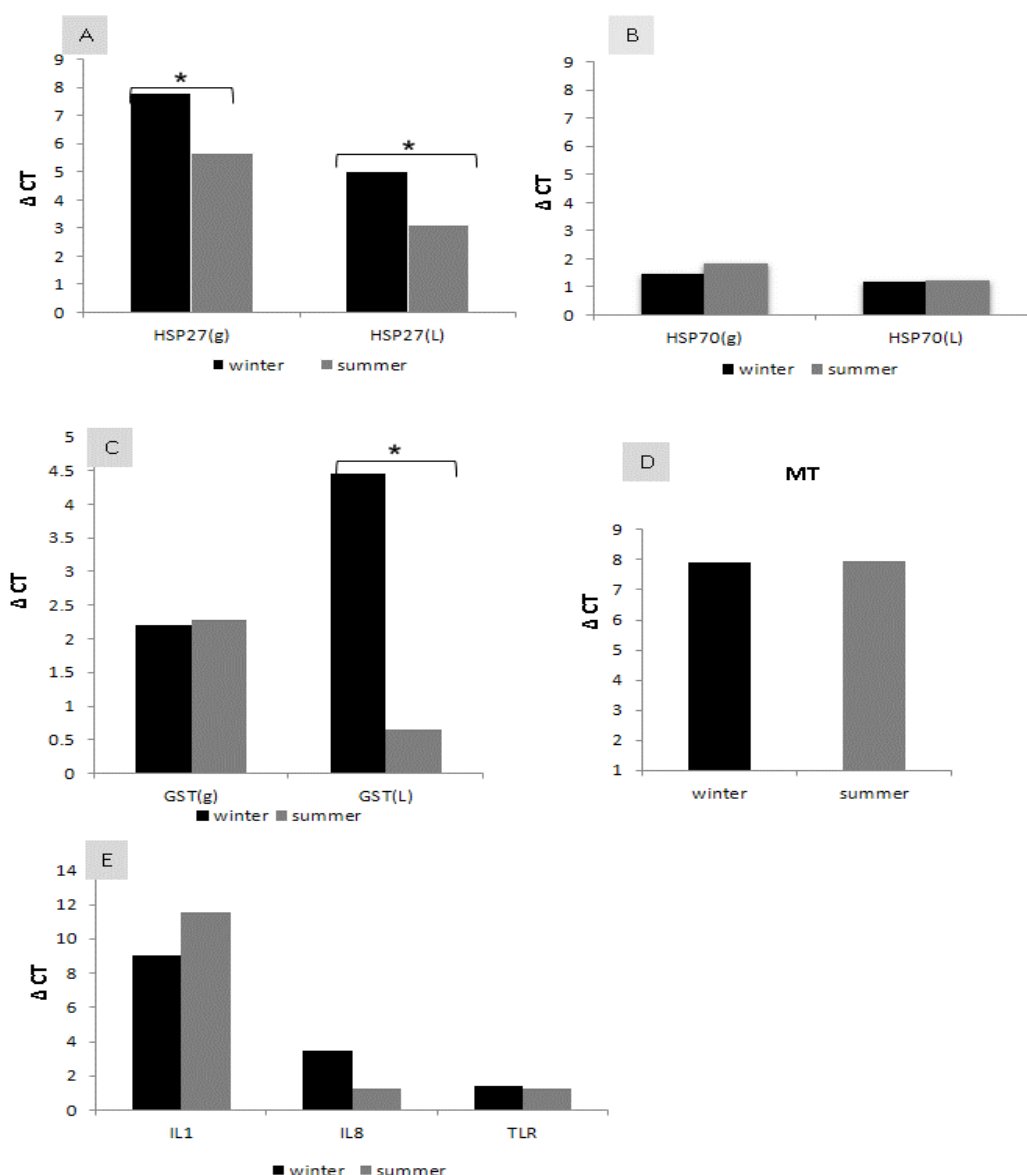 A
9
8
7
6
5
4
3
2
1
0
Δ CT
*
*
HSP27(g) HSP27(L)
winter summer
B
9
8
7
6
5
4
3
2
1
0
Δ CT
HSP70(g) HSP70(L)
winter summer
C
5
4.5
4
3.5
3
2.5
2
1.5
1
0.5
0
Δ CT
*
GST(g) GST(L)
winter summer
D
MT
9
8
7
6
5
4
3
2
1
Δ CT
winter summer
E
14
12
10
8
6
4
2
0
Δ CT
IL1 IL8 TLR
winter summer